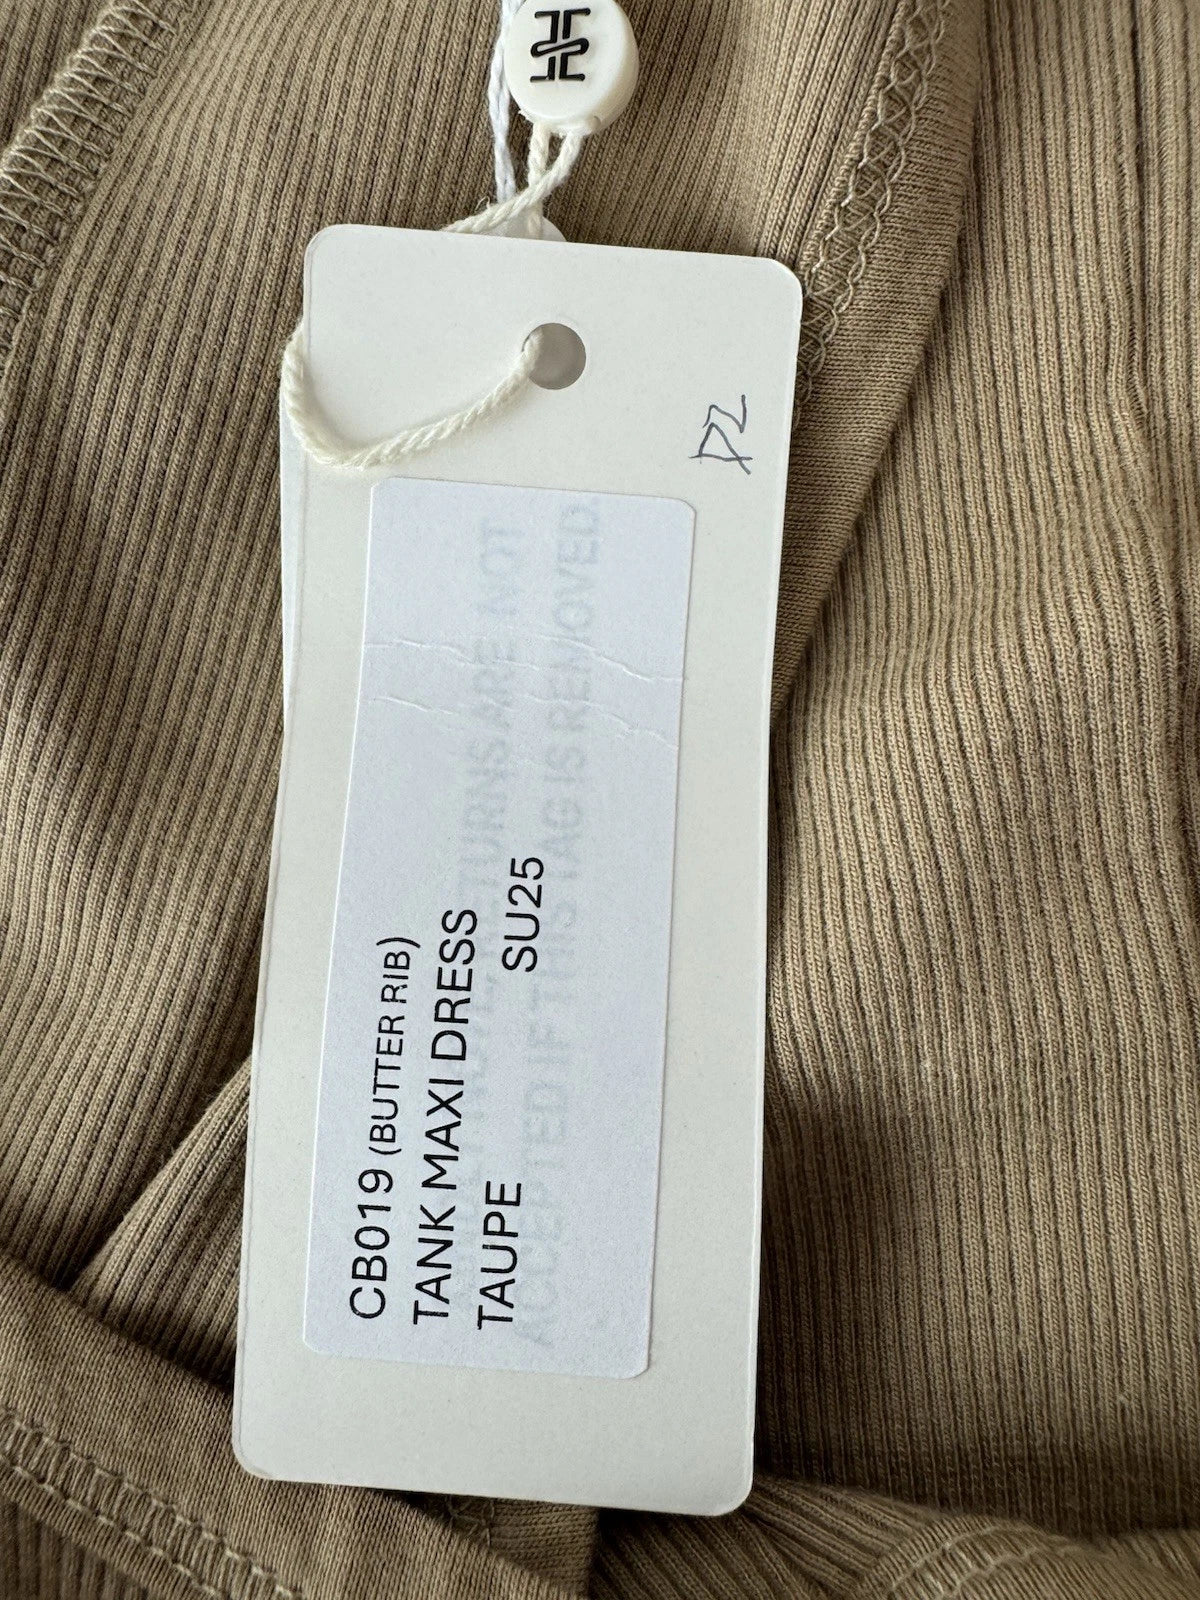 CB019 (BUTTER RIB)
TANK MAXI DRESS
TAUPE SU25
RETURNS ARE NOT
ACCEPTED IF THIS TAG IS REMOVED.